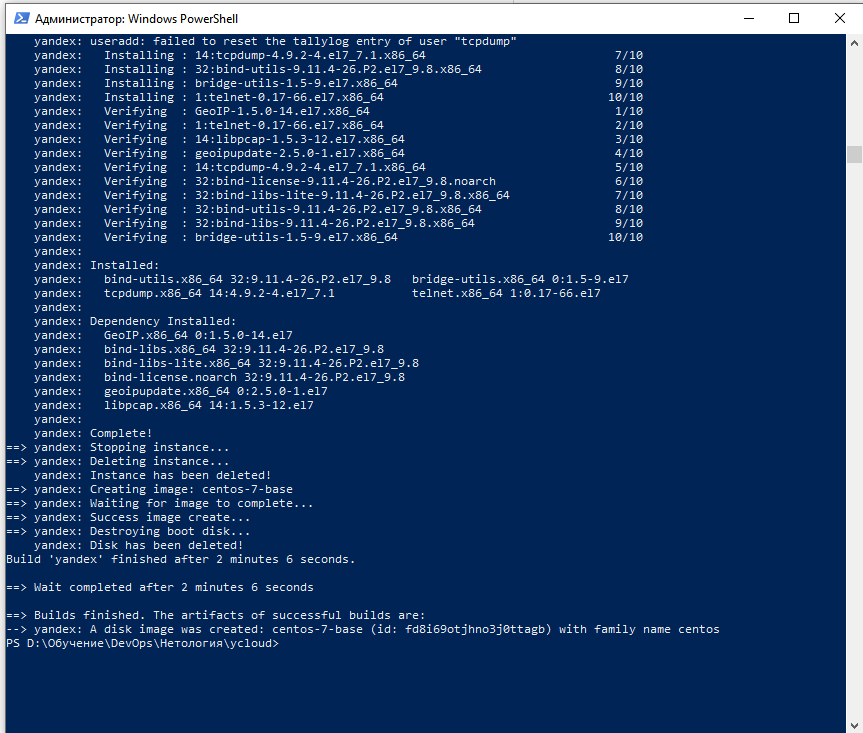 Администратор: Windows PowerShell
yandex: useradd: failed to reset the tallylog entry of user "tcpdump"
yandex:   Installing : 14:tcpdump-4.9.2-4.el7_7.1.x86_64                           7/10
yandex:   Installing : 32:bind-utils-9.11.4-26.P2.el7_9.8.x86_64                   8/10
yandex:   Installing : bridge-utils-1.5-9.el7.x86_64                               9/10
yandex:   Installing : 1:telnet-0.17-66.el7.x86_64                                10/10
yandex:   Verifying  : GeoIP-1.5.0-14.el7.x86_64                                   1/10
yandex:   Verifying  : 1:telnet-0.17-66.el7.x86_64                                 2/10
yandex:   Verifying  : 14:libpcap-1.5.3-12.el7.x86_64                              3/10
yandex:   Verifying  : geoipupdate-2.5.0-1.el7.x86_64                              4/10
yandex:   Verifying  : 14:tcpdump-4.9.2-4.el7_7.1.x86_64                           5/10
yandex:   Verifying  : 32:bind-license-9.11.4-26.P2.el7_9.8.noarch                 6/10
yandex:   Verifying  : 32:bind-libs-lite-9.11.4-26.P2.el7_9.8.x86_64               7/10
yandex:   Verifying  : 32:bind-utils-9.11.4-26.P2.el7_9.8.x86_64                   8/10
yandex:   Verifying  : 32:bind-libs-9.11.4-26.P2.el7_9.8.x86_64                    9/10
yandex:   Verifying  : bridge-utils-1.5-9.el7.x86_64                              10/10
yandex:
yandex: Installed:
yandex:   bind-utils.x86_64 32:9.11.4-26.P2.el7_9.8   bridge-utils.x86_64 0:1.5-9.el7
yandex:   tcpdump.x86_64 14:4.9.2-4.el7_7.1           telnet.x86_64 1:0.17-66.el7
yandex:
yandex: Dependency Installed:
yandex:   GeoIP.x86_64 0:1.5.0-14.el7
yandex:   bind-libs.x86_64 32:9.11.4-26.P2.el7_9.8
yandex:   bind-libs-lite.x86_64 32:9.11.4-26.P2.el7_9.8
yandex:   bind-license.noarch 32:9.11.4-26.P2.el7_9.8
yandex:   geoipupdate.x86_64 0:2.5.0-1.el7
yandex:   libpcap.x86_64 14:1.5.3-12.el7
yandex:
yandex: Complete!
==> yandex: Stopping instance...
==> yandex: Deleting instance...
yandex: Instance has been deleted!
==> yandex: Creating image: centos-7-base
==> yandex: Waiting for image to complete...
==> yandex: Success image create...
==> yandex: Destroying boot disk...
yandex: Disk has been deleted!
Build 'yandex' finished after 2 minutes 6 seconds.
==> Wait completed after 2 minutes 6 seconds
==> Builds finished. The artifacts of successful builds are:
--> yandex: A disk image was created: centos-7-base (id: fd8i69otjhno3j0ttagb) with family name centos
PS D:\Обучение\DevOps\Нетология\ycloud>